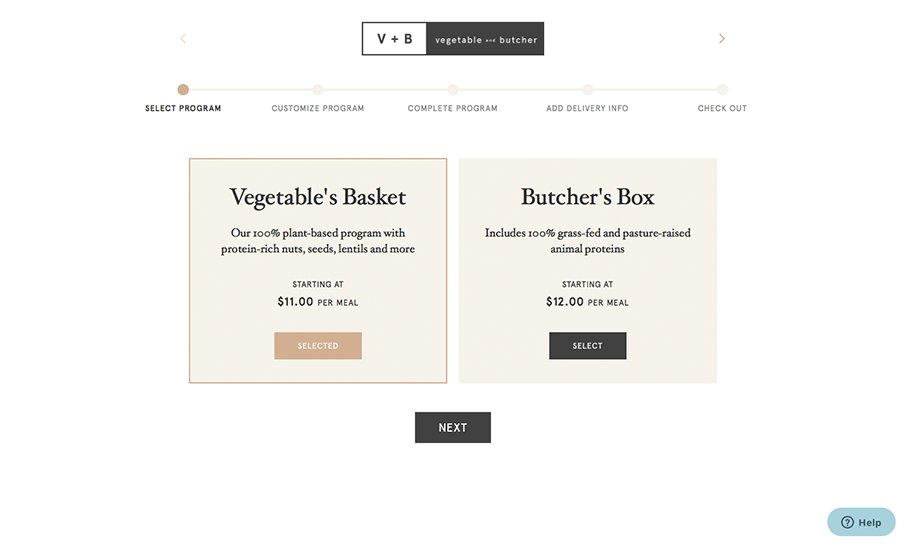 V + B vegetable and butcher
SELECT PROGRAM CUSTOMIZE PROGRAM COMPLETE PROGRAM ADD DELIVERY INFO CHECK OUT
Vegetable's Basket
Our 100% plant-based program with
protein-rich nuts, seeds, lentils and more
STARTING AT
$11.00 PER MEAL
SELECTED
Butcher's Box
Includes 100% grass-fed and pasture-raised
animal proteins
STARTING AT
$12.00 PER MEAL
SELECT
NEXT
Help